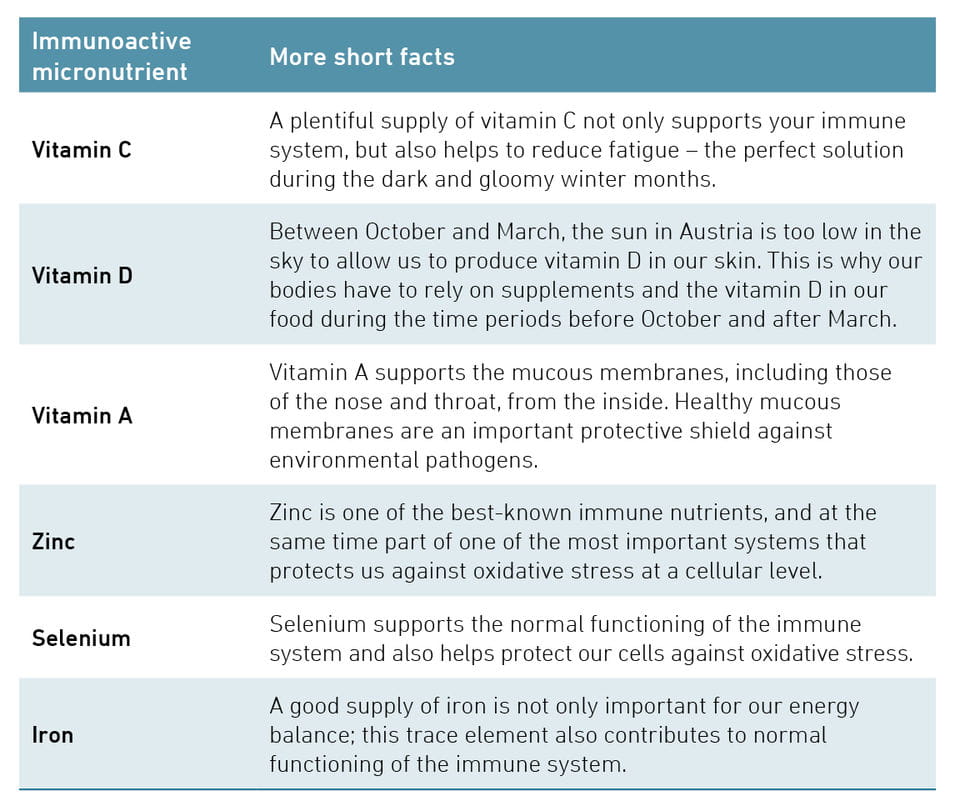 Immunoactive
micronutrient
More short facts
Vitamin C
A plentiful supply of vitamin C not only supports your immune
system, but also helps to reduce fatigue – the perfect solution
during the dark and gloomy winter months.
Vitamin D
Between October and March, the sun in Austria is too low in the
sky to allow us to produce vitamin D in our skin. This is why our
bodies have to rely on supplements and the vitamin D in our
food during the time periods before October and after March.
Vitamin A
Vitamin A supports the mucous membranes, including those
of the nose and throat, from the inside. Healthy mucous
membranes are an important protective shield against
environmental pathogens.
Zinc
Zinc is one of the best-known immune nutrients, and at the
same time part of one of the most important systems that
protects us against oxidative stress at a cellular level.
Selenium
Selenium supports the normal functioning of the immune
system and also helps protect our cells against oxidative stress.
Iron
A good supply of iron is not only important for our energy
balance; this trace element also contributes to normal
functioning of the immune system.